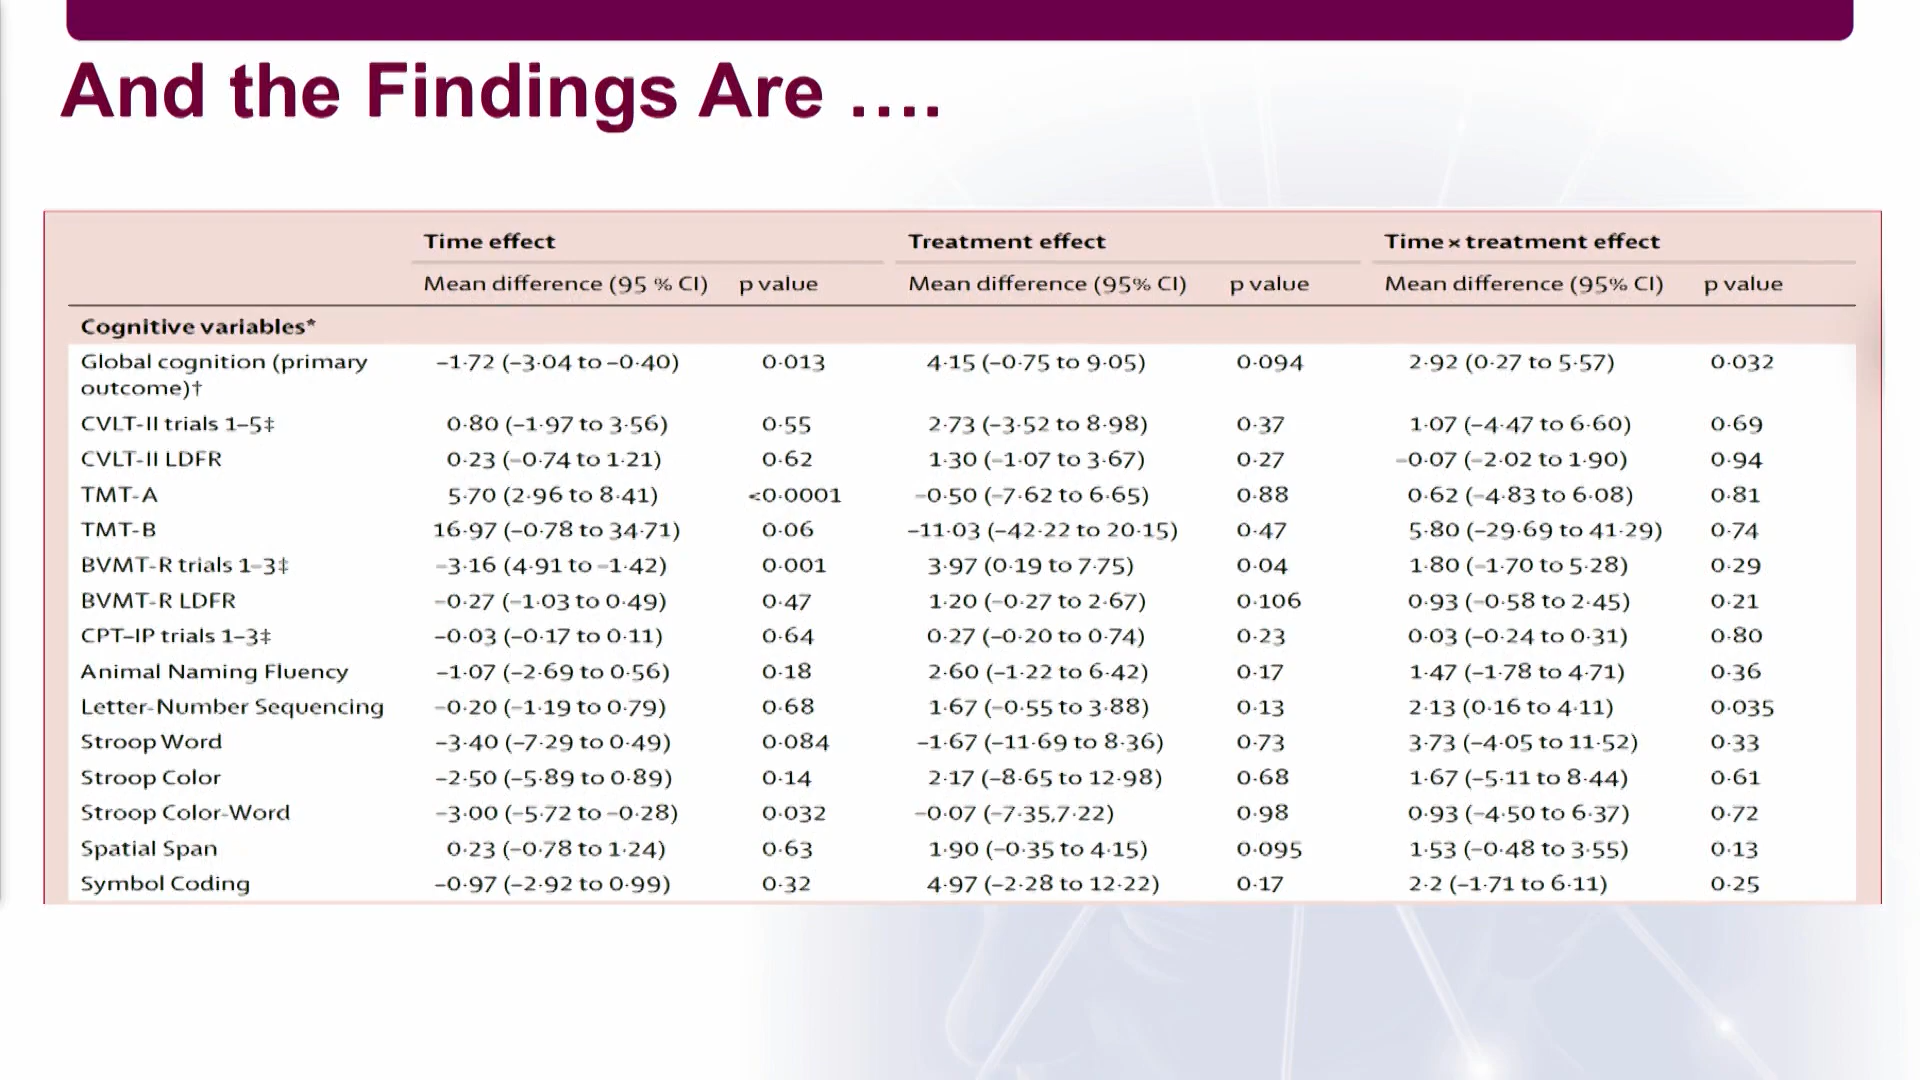 And the Findings Are ....
Time effect Treatment effect Time × treatment effect
Mean difference (95 % CI) p value Mean difference (95% CI) p value Mean difference (95% CI) p value
Cognitive variables*
Global cognition (primary outcome)† –1·72 (–3·04 to –0·40) 0·013 4·15 (–0·75 to 9·05) 0·094 2·92 (0·27 to 5·57) 0·032
CVLT-II trials 1–5‡ 0·80 (–1·97 to 3·56) 0·55 2·73 (–3·52 to 8·98) 0·37 1·07 (–4·47 to 6·60) 0·69
CVLT-II LDFR 0·23 (–0·74 to 1·21) 0·62 1·30 (–1·07 to 3·67) 0·27 –0·07 (–2·02 to 1·90) 0·94
TMT-A 5·70 (2·96 to 8·41) <0·0001 –0·50 (–7·62 to 6·65) 0·88 0·62 (–4·83 to 6·08) 0·81
TMT-B 16·97 (–0·78 to 34·71) 0·06 –11·03 (–42·22 to 20·15) 0·47 5·80 (–29·69 to 41·29) 0·74
BVMT-R trials 1–3‡ –3·16 (4·91 to –1·42) 0·001 3·97 (0·19 to 7·75) 0·04 1·80 (–1·70 to 5·28) 0·29
BVMT-R LDFR –0·27 (–1·03 to 0·49) 0·47 1·20 (–0·27 to 2·67) 0·106 0·93 (–0·58 to 2·45) 0·21
CPT–IP trials 1–3‡ –0·03 (–0·17 to 0·11) 0·64 0·27 (–0·20 to 0·74) 0·23 0·03 (–0·24 to 0·31) 0·80
Animal Naming Fluency –1·07 (–2·69 to 0·56) 0·18 2·60 (–1·22 to 6·42) 0·17 1·47 (–1·78 to 4·71) 0·36
Letter-Number Sequencing –0·20 (–1·19 to 0·79) 0·68 1·67 (–0·55 to 3·88) 0·13 2·13 (0·16 to 4·11) 0·035
Stroop Word –3·40 (–7·29 to 0·49) 0·084 –1·67 (–11·69 to 8·36) 0·73 3·73 (–4·05 to 11·52) 0·33
Stroop Color –2·50 (–5·89 to 0·89) 0·14 2·17 (–8·65 to 12·98) 0·68 1·67 (–5·11 to 8·44) 0·61
Stroop Color-Word –3·00 (–5·72 to –0·28) 0·032 –0·07 (–7·35,7·22) 0·98 0·93 (–4·50 to 6·37) 0·72
Spatial Span 0·23 (–0·78 to 1·24) 0·63 1·90 (–0·35 to 4·15) 0·095 1·53 (–0·48 to 3·55) 0·13
Symbol Coding –0·97 (–2·92 to 0·99) 0·32 4·97 (–2·28 to 12·22) 0·17 2·2 (–1·71 to 6·11) 0·25